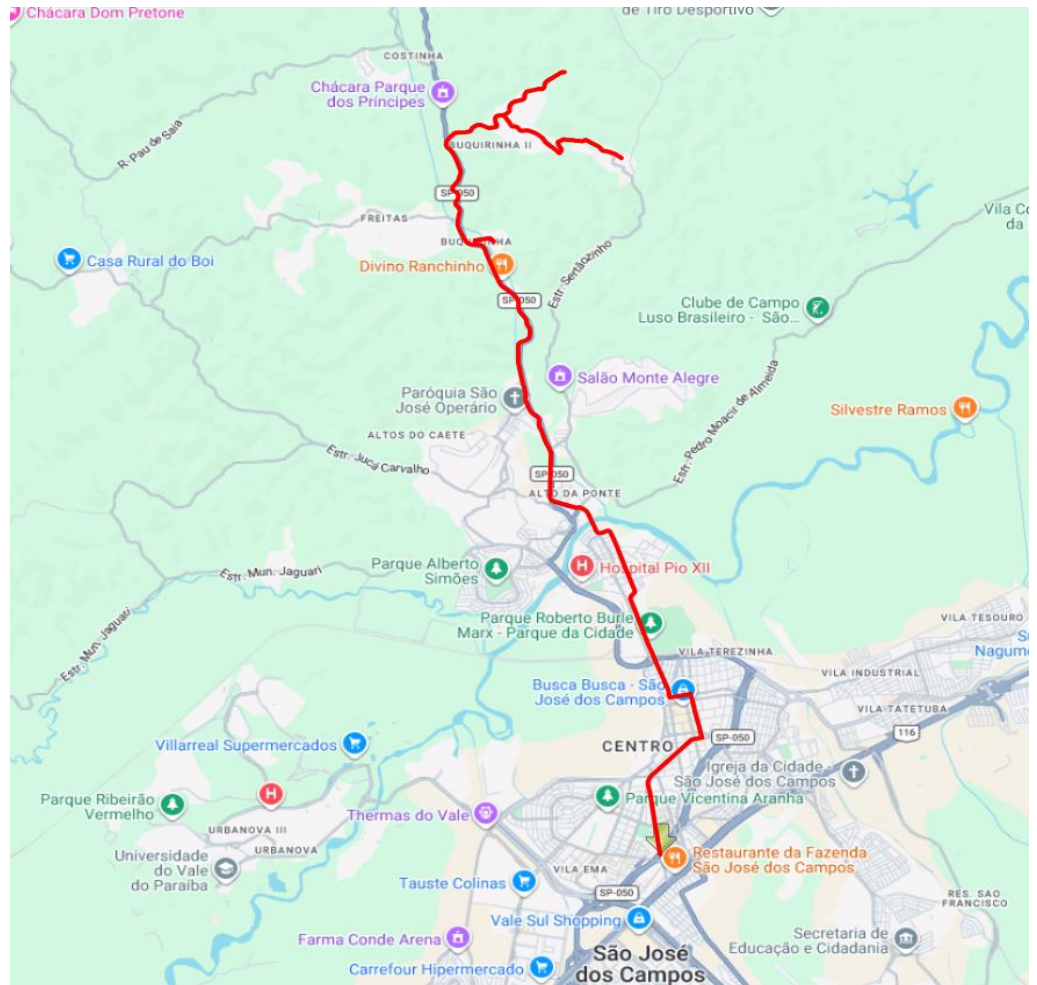 Chácara Dom Pretone
de Tiro Desportivo
COSTINHA
Chácara Parque
dos Príncipes
R. Pau de Saia
BUQUIRINHA II
SP-050
FREITAS
Vila Co
da
Casa Rural do Boi
Divino Ranchinho
Estr. Sertãozinho
SP-050
Clube de Campo
Luso Brasileiro - São...
Salão Monte Alegre
Paróquia São
José Operário
Estr. Pedro Moacir de Almeida
Silvestre Ramos
ALTOS DO CAETE
Estr. Jucá Carvalho
SP-050
ALTO DA PONTE
Parque Alberto
Simões
H
Hospital Pio XII
Estr. Mun. Jaguari
Estr. Mun. Jaguari
Parque Roberto Burle
Marx - Parque da Cidade
VILA TESOURO
Nagumo
VILA TEREZINHA
VILA INDUSTRIAL
Busca Busca - São
José dos Campos
VILA TATETUBA
116
SP-050
CENTRO
Villarreal Supermercados
Igreja da Cidade -
São José dos Campos
H
Parque Ribeirão
Vermelho
Parque Vicentina Aranha
Thermas do Vale
URBANOVA III
URBANOVA
Universidade
do Vale
do Paraíba
Restaurante da Fazenda
São José dos Campos
VILA EMA
Tauste Colinas
SP-050
RES. SAO
FRANCISCO
Vale Sul Shopping
Farma Conde Arena
Secretaria de
Educação e Cidadania
São José
dos Campos
Carrefour Hipermercado